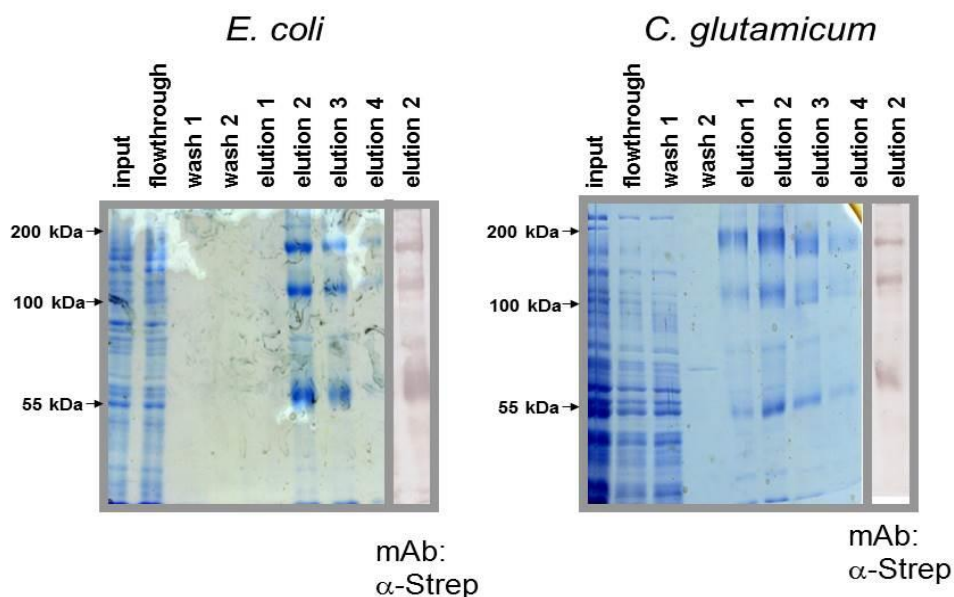 E. coli
C. glutamicum
input
flowthrough
wash 1
wash 2
elution 1
elution 2
elution 3
elution 4
elution 2
input
flowthrough
wash 1
wash 2
elution 1
elution 2
elution 3
elution 4
elution 2
200 kDa
100 kDa
55 kDa
200 kDa
100 kDa
55 kDa
mAb:
α-Strep
mAb:
α-Strep